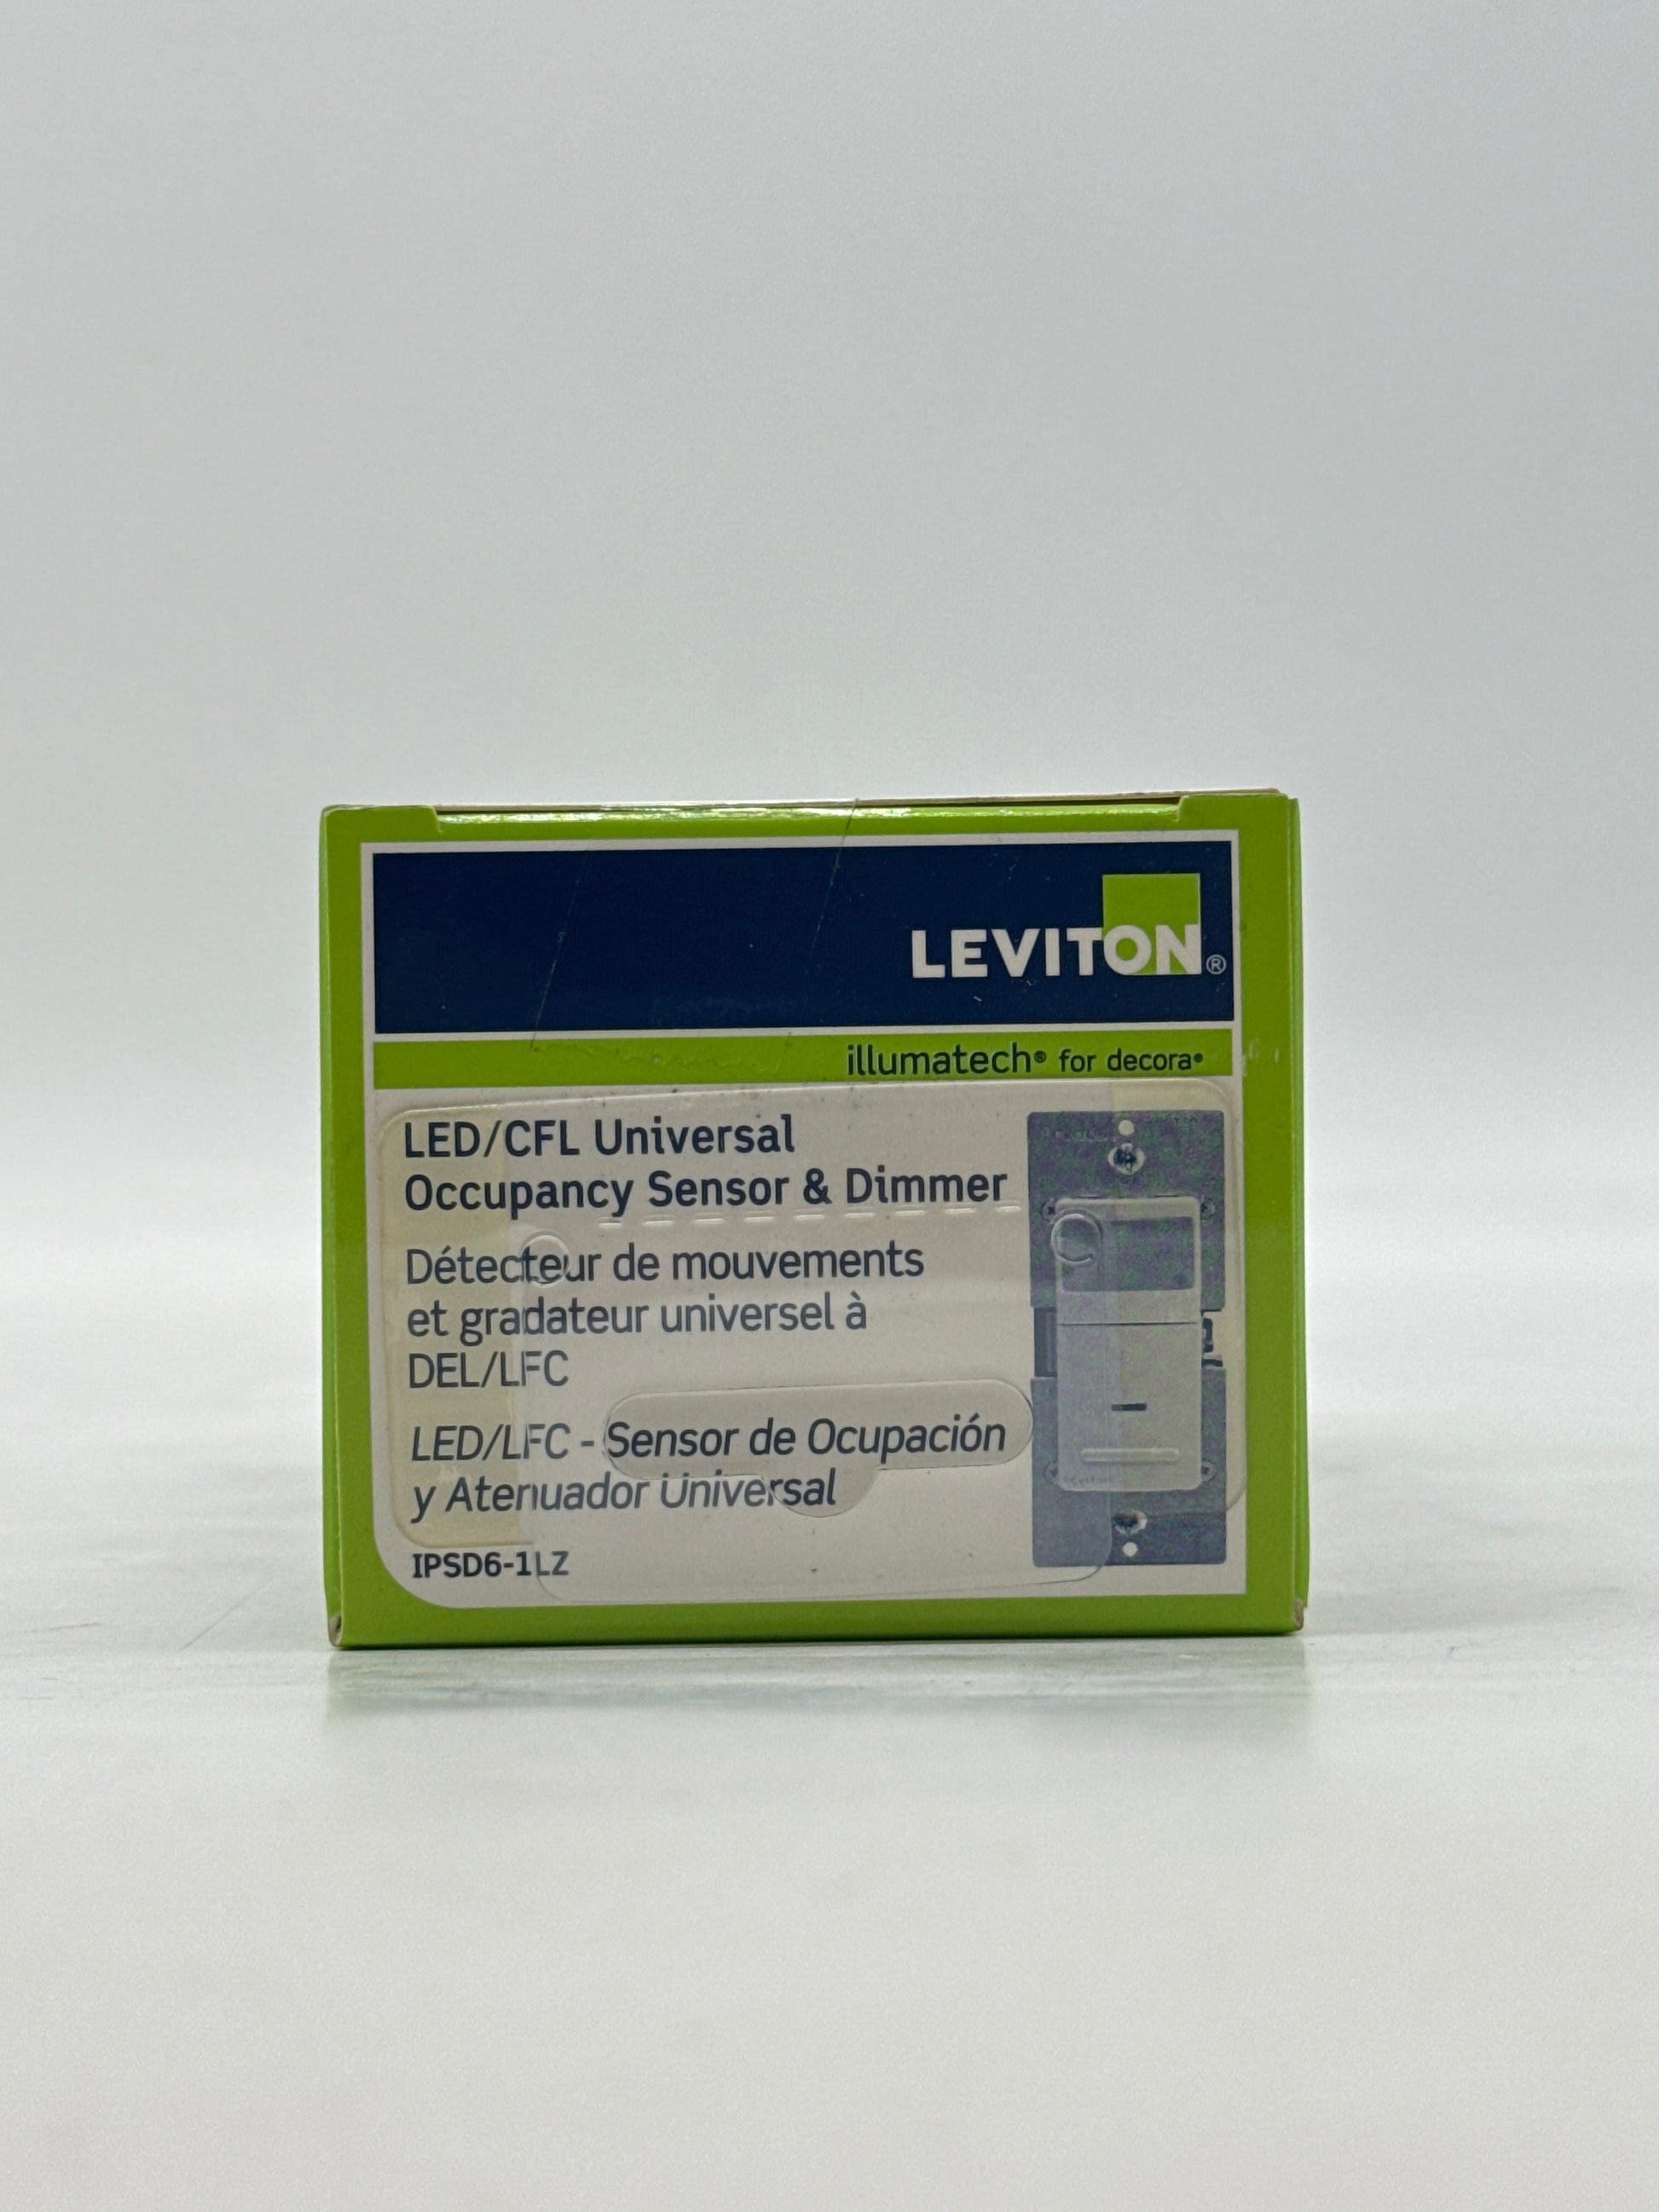 LEVITON®
illumatech® for decora®
LED/CFL Universal
Occupancy Sensor & Dimmer
Détecteur de mouvements
et gradateur universel à
DEL/LFC
LED/LFC - Sensor de Ocupación
y Atenuador Universal
IPSD6-1LZ